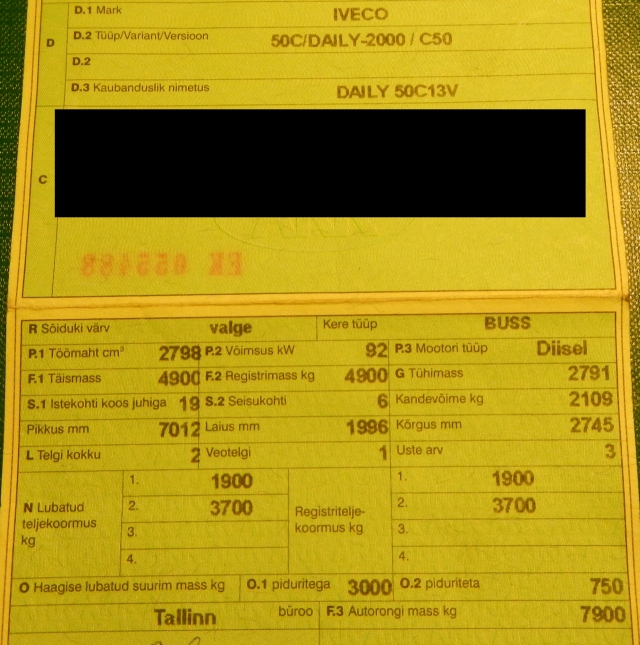 D.1 Mark IVECO
D D.2 Tüüp/Variant/Versioon 50C/DAILY-2000 / C50
D.2
D.3 Kaubanduslik nimetus DAILY 50C13V
C
R Sõiduki värv valge Kere tüüp BUSS
P.1 Töömaht cm³ 2798 P.2 Võimsus kW 92 P.3 Mootori tüüp Diisel
F.1 Täismass 4900 F.2 Registrimass kg 4900 G Tühimass 2791
S.1 Istekohti koos juhiga 19 S.2 Seisukohti 6 Kandevõime kg 2109
Pikkus mm 7012 Laius mm 1996 Kõrgus mm 2745
L Telgi kokku 2 Veotelgi 1 Uste arv 3
N Lubatud teljekoormus kg 1. 1900 Registritelje-koormus kg 1. 1900
2. 3700 2. 3700
3. 3.
4. 4.
O Haagise lubatud suurim mass kg O.1 piduritega 3000 O.2 piduriteta 750
Tallinn büroo F.3 Autorongi mass kg 7900